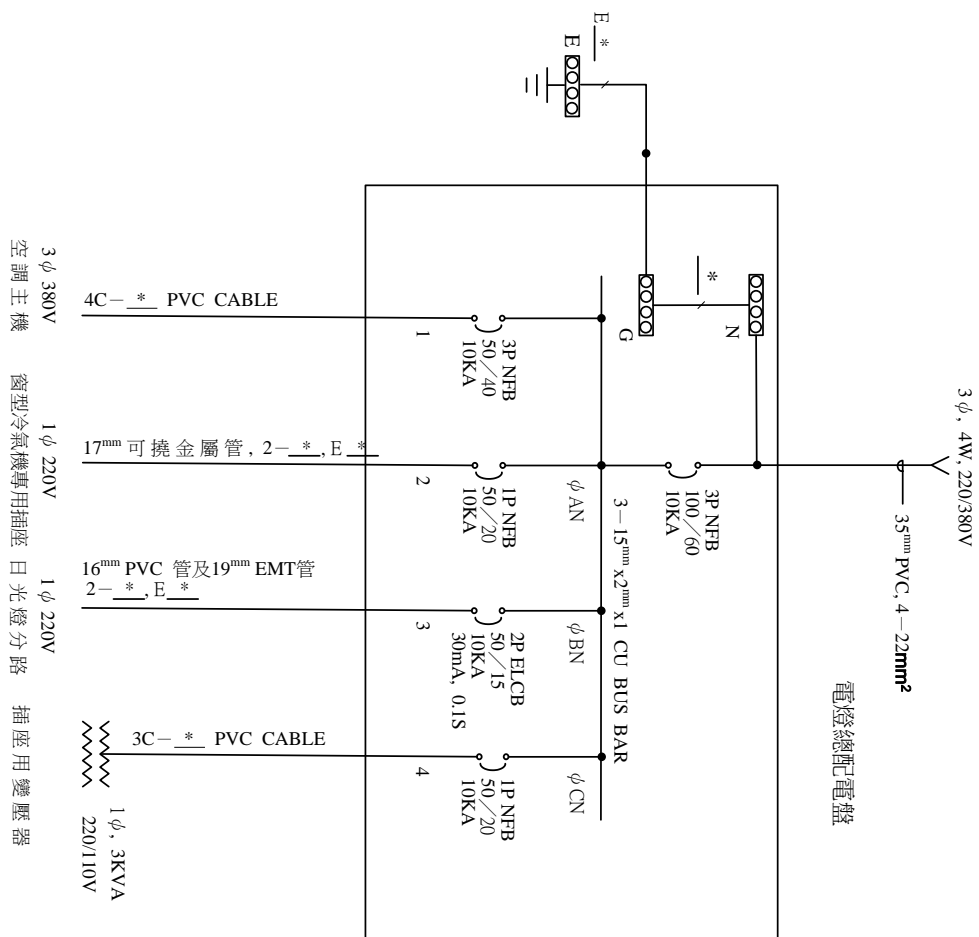 3ϕ, 4W, 220/380V
35mm PVC, 4－22mm²
電燈總配電盤
E *
E
*
N
G
3P NFB
100╱60
10KA
3－15mm x2mm x1 CU BUS BAR
ϕAN
ϕBN
ϕCN
3P NFB
50╱40
10KA
1
4C－ * PVC CABLE
3ϕ 380V
空調主機
1P NFB
50╱20
10KA
2
17mm 可撓金屬管, 2－ * , E *
1ϕ 220V
窗型冷氣機專用插座
2P ELCB
50╱15
10KA
30mA, 0.1S
3
16mm PVC 管及19mm EMT管
2－ * , E *
1ϕ 220V
日光燈分路
1P NFB
50╱20
10KA
4
3C－ * PVC CABLE
1ϕ, 3KVA
220/110V
插座用變壓器